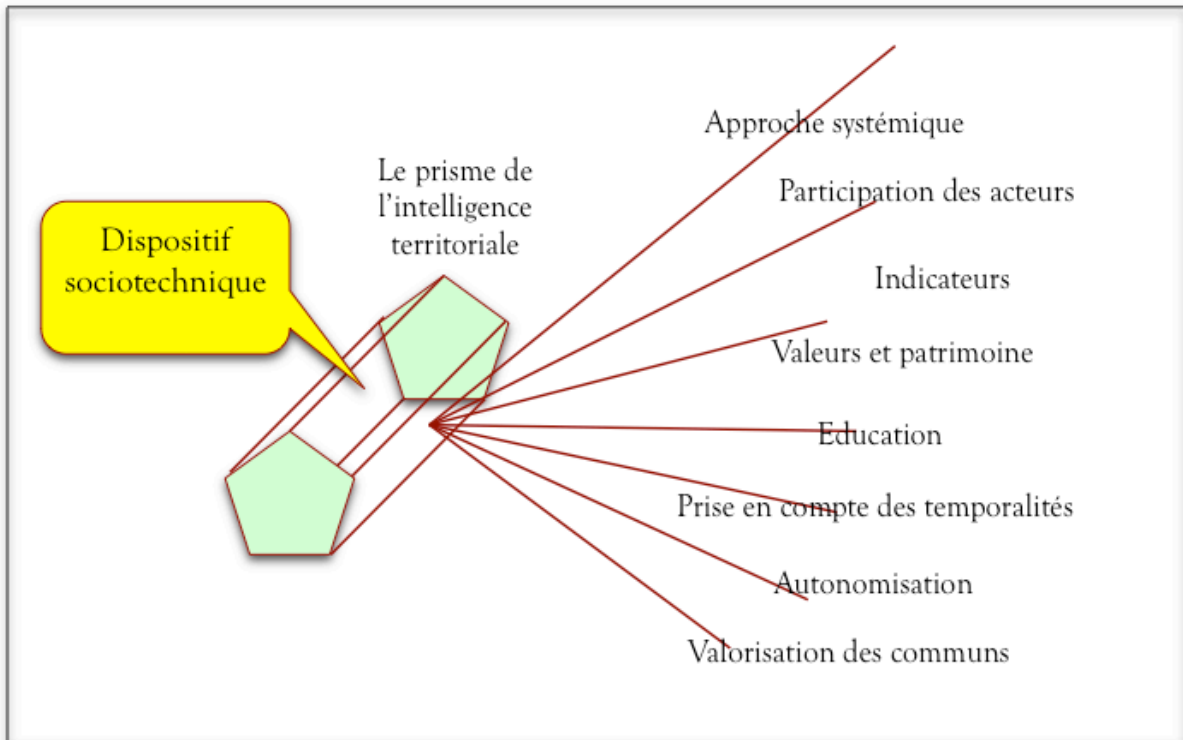 Dispositif
sociotechnique
Le prisme de
l'intelligence
territoriale
Approche systémique
Participation des acteurs
Indicateurs
Valeurs et patrimoine
Education
Prise en compte des temporalités
Autonomisation
Valorisation des communs